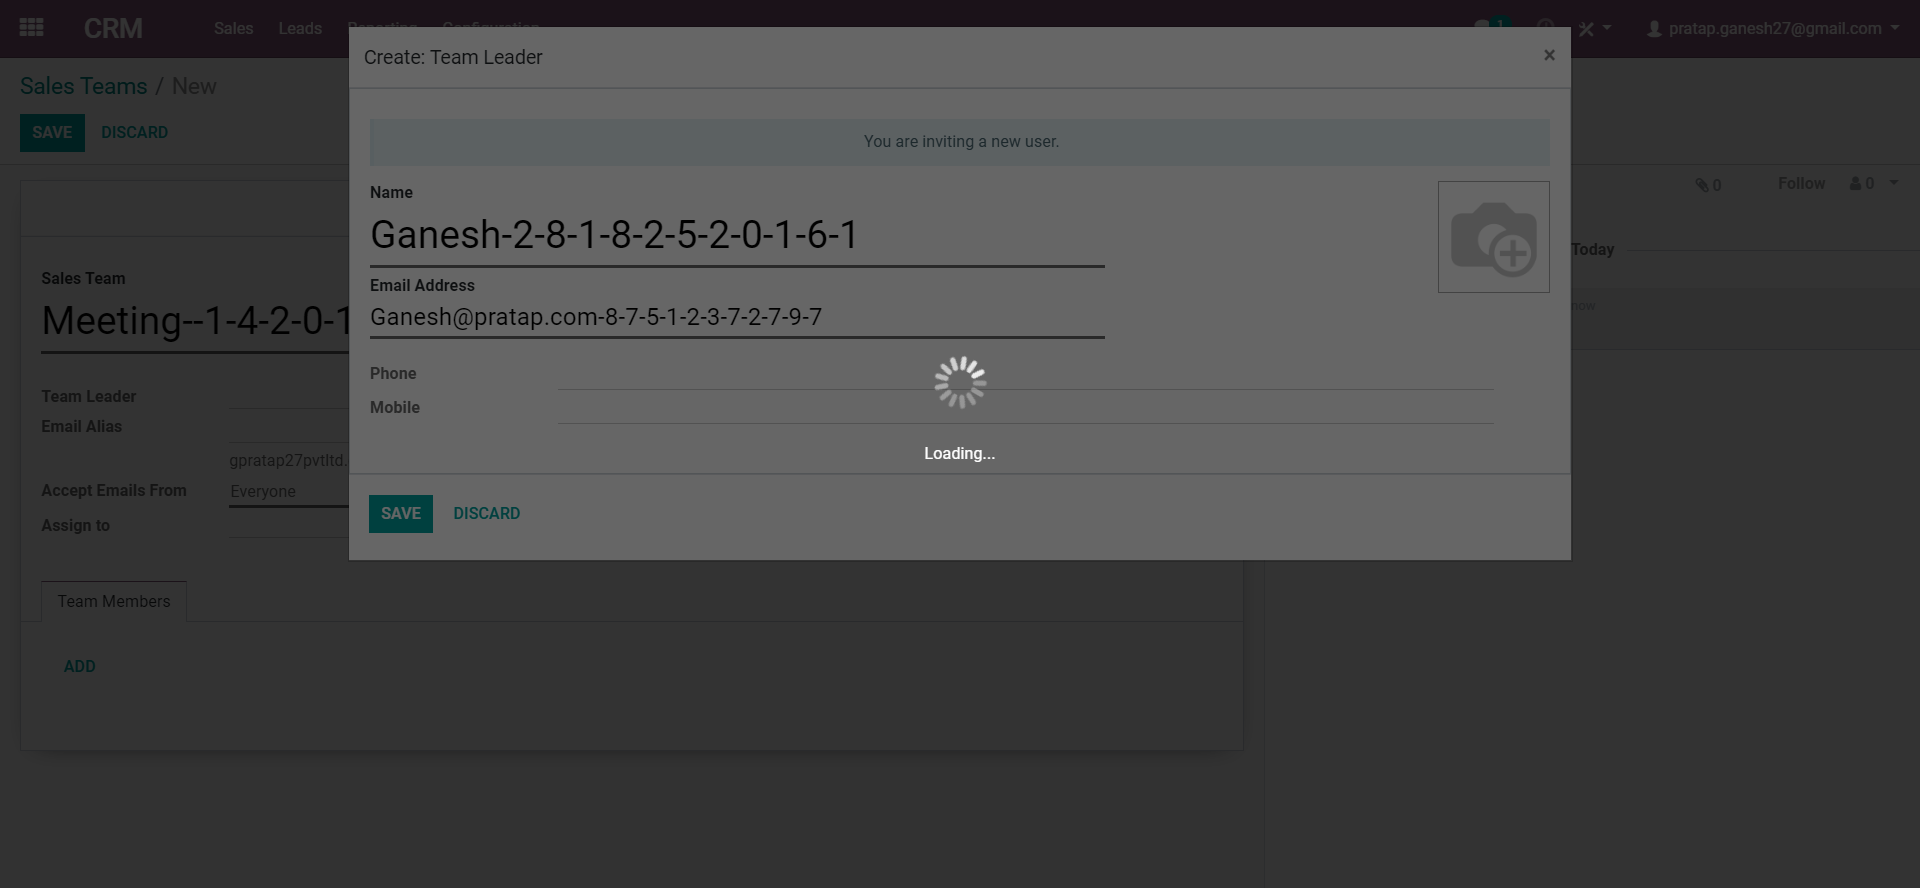 CRM
Sales
Leads
Reporting
Configuration
1
pratap.ganesh27@gmail.com
Create: Team Leader
×
Sales Teams / New
SAVE
DISCARD
You are inviting a new user.
Name
Ganesh-2-8-1-8-2-5-2-0-1-6-1
0
Follow
0
Today
Sales Team
Email Address
Meeting--1-4-2-0-1
Ganesh@pratap.com-8-7-5-1-2-3-7-2-7-9-7
now
Phone
Team Leader
Mobile
Email Alias
Loading...
gpratap27pvtltd.
Accept Emails From
Everyone
SAVE
DISCARD
Assign to
Team Members
ADD